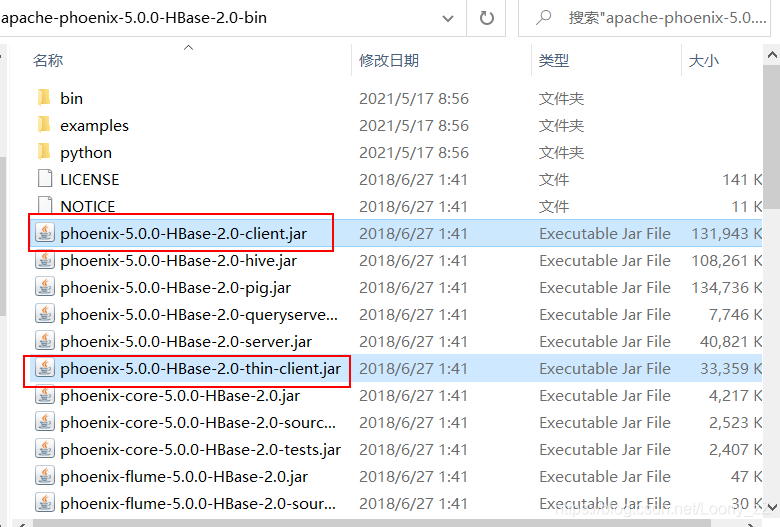 apache-phoenix-5.0.0-HBase-2.0-bin 搜索"apache-phoenix-5.0....
名称 修改日期 类型 大小
bin 2021/5/17 8:56 文件夹
examples 2021/5/17 8:56 文件夹
python 2021/5/17 8:56 文件夹
LICENSE 2018/6/27 1:41 文件 141 K
NOTICE 2018/6/27 1:41 文件 11 K
phoenix-5.0.0-HBase-2.0-client.jar 2018/6/27 1:41 Executable Jar File 131,943 K
phoenix-5.0.0-HBase-2.0-hive.jar 2018/6/27 1:41 Executable Jar File 108,261 K
phoenix-5.0.0-HBase-2.0-pig.jar 2018/6/27 1:41 Executable Jar File 134,736 K
phoenix-5.0.0-HBase-2.0-queryserve... 2018/6/27 1:41 Executable Jar File 7,746 K
phoenix-5.0.0-HBase-2.0-server.jar 2018/6/27 1:41 Executable Jar File 40,821 K
phoenix-5.0.0-HBase-2.0-thin-client.jar 2018/6/27 1:41 Executable Jar File 33,359 K
phoenix-core-5.0.0-HBase-2.0.jar 2018/6/27 1:41 Executable Jar File 4,217 K
phoenix-core-5.0.0-HBase-2.0-sourc... 2018/6/27 1:41 Executable Jar File 2,523 K
phoenix-core-5.0.0-HBase-2.0-tests.jar 2018/6/27 1:41 Executable Jar File 2,407 K
phoenix-flume-5.0.0-HBase-2.0.jar 2018/6/27 1:41 Executable Jar File 47 K
phoenix-flume-5.0.0-HBase-2.0-sour... 2018/6/27 1:41 Executable Jar File 30 K